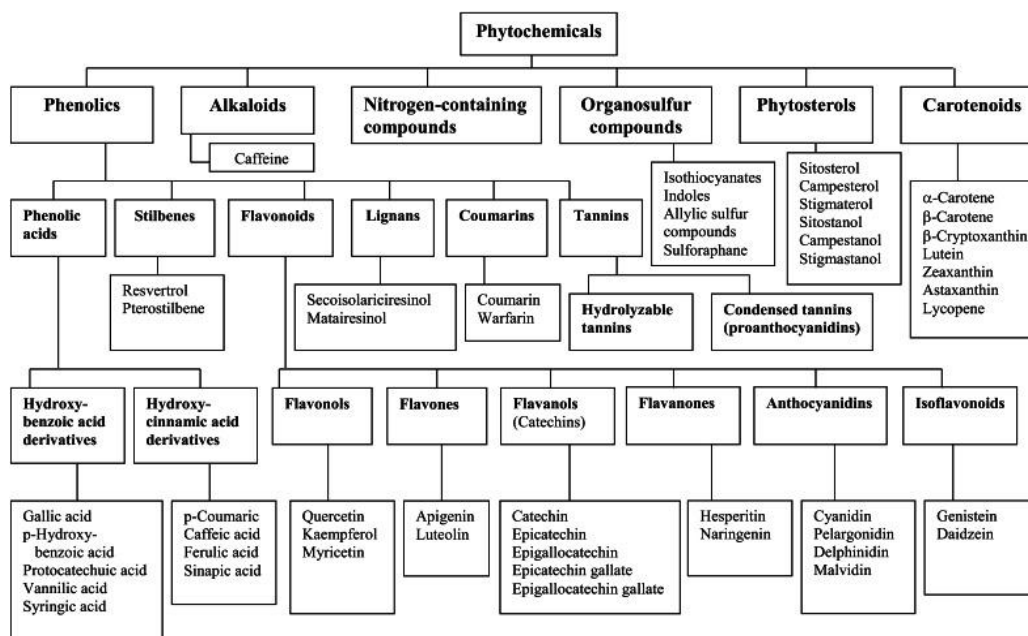 Phytochemicals
Phenolics
Alkaloids
Nitrogen-containing
compounds
Organosulfur
compounds
Phytosterols
Carotenoids
Caffeine
Isothiocyanates
Indoles
Allylic sulfur
compounds
Sulforaphane
Sitosterol
Campesterol
Stigmaterol
Sitostanol
Campestanol
Stigmastanol
α-Carotene
β-Carotene
β-Cryptoxanthin
Lutein
Zeaxanthin
Astaxanthin
Lycopene
Phenolic
acids
Stilbenes
Flavonoids
Lignans
Coumarins
Tannins
Resvertrol
Pterostilbene
Secoisolariciresinol
Matairesinol
Coumarin
Warfarin
Hydrolyzable
tannins
Condensed tannins
(proanthocyanidins)
Hydroxy-
benzoic acid
derivatives
Hydroxy-
cinnamic acid
derivatives
Flavonols
Flavones
Flavanols
(Catechins)
Flavanones
Anthocyanidins
Isoflavonoids
Gallic acid
p-Hydroxy-
benzoic acid
Protocatechuic acid
Vannilic acid
Syringic acid
p-Coumaric
Caffeic acid
Ferulic acid
Sinapic acid
Quercetin
Kaempferol
Myricetin
Apigenin
Luteolin
Catechin
Epicatechin
Epigallocatechin
Epicatechin gallate
Epigallocatechin gallate
Hesperitin
Naringenin
Cyanidin
Pelargonidin
Delphinidin
Malvidin
Genistein
Daidzein